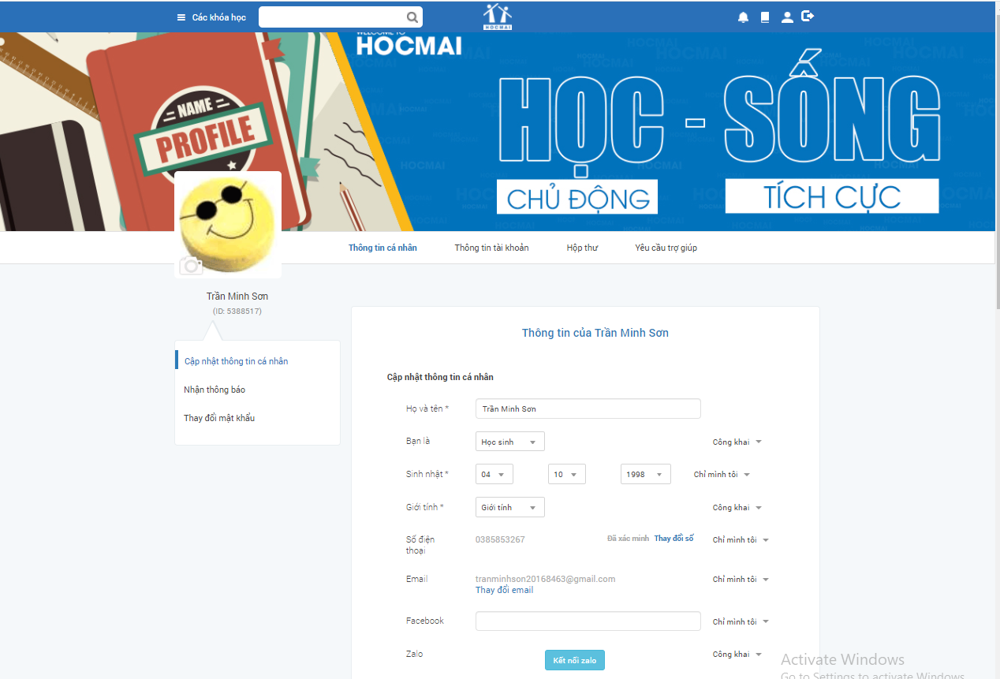 Các khóa học
HOCMAI
WELCOME TO
HOCMAI
NAME
PROFILE
HỌC - SỐNG
CHỦ ĐỘNG
TÍCH CỰC
Thông tin cá nhân
Thông tin tài khoản
Hộp thư
Yêu cầu trợ giúp
Trần Minh Sơn
(ID: 5388517)
Cập nhật thông tin cá nhân
Nhận thông báo
Thay đổi mật khẩu
Thông tin của Trần Minh Sơn
Cập nhật thông tin cá nhân
Họ và tên * Trần Minh Sơn
Bạn là Học sinh Công khai
Sinh nhật * 04 10 1998 Chỉ mình tôi
Giới tính * Giới tính Công khai
Số điện thoại 0385853267 Đã xác minh Thay đổi số Chỉ mình tôi
Email tranminhson20168463@gmail.com Chỉ mình tôi
Thay đổi email
Facebook Chỉ mình tôi
Zalo Kết nối zalo Công khai
Activate Windows
Go to Settings to activate Windows.